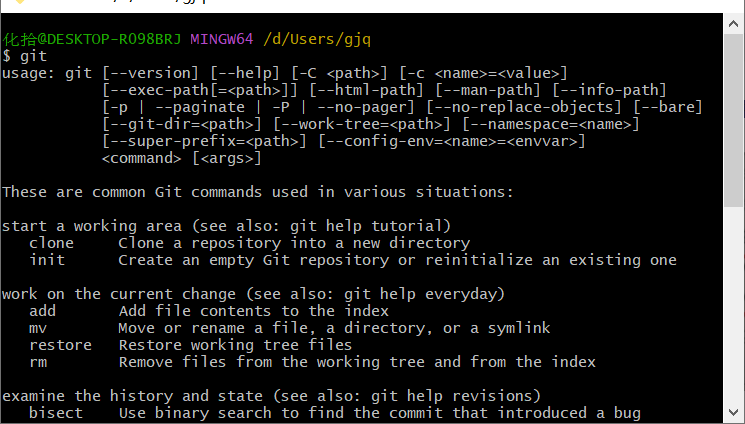 化拾@DESKTOP-RO98BRJ MINGW64 /d/Users/gjq
$ git
usage: git [--version] [--help] [-C <path>] [-c <name>=<value>]
           [--exec-path[=<path>]] [--html-path] [--man-path] [--info-path]
           [-p | --paginate | -P | --no-pager] [--no-replace-objects] [--bare]
           [--git-dir=<path>] [--work-tree=<path>] [--namespace=<name>]
           [--super-prefix=<path>] [--config-env=<name>=<envvar>]
           <command> [<args>]
These are common Git commands used in various situations:
start a working area (see also: git help tutorial)
   clone     Clone a repository into a new directory
   init      Create an empty Git repository or reinitialize an existing one
work on the current change (see also: git help everyday)
   add       Add file contents to the index
   mv        Move or rename a file, a directory, or a symlink
   restore   Restore working tree files
   rm        Remove files from the working tree and from the index
examine the history and state (see also: git help revisions)
   bisect    Use binary search to find the commit that introduced a bug